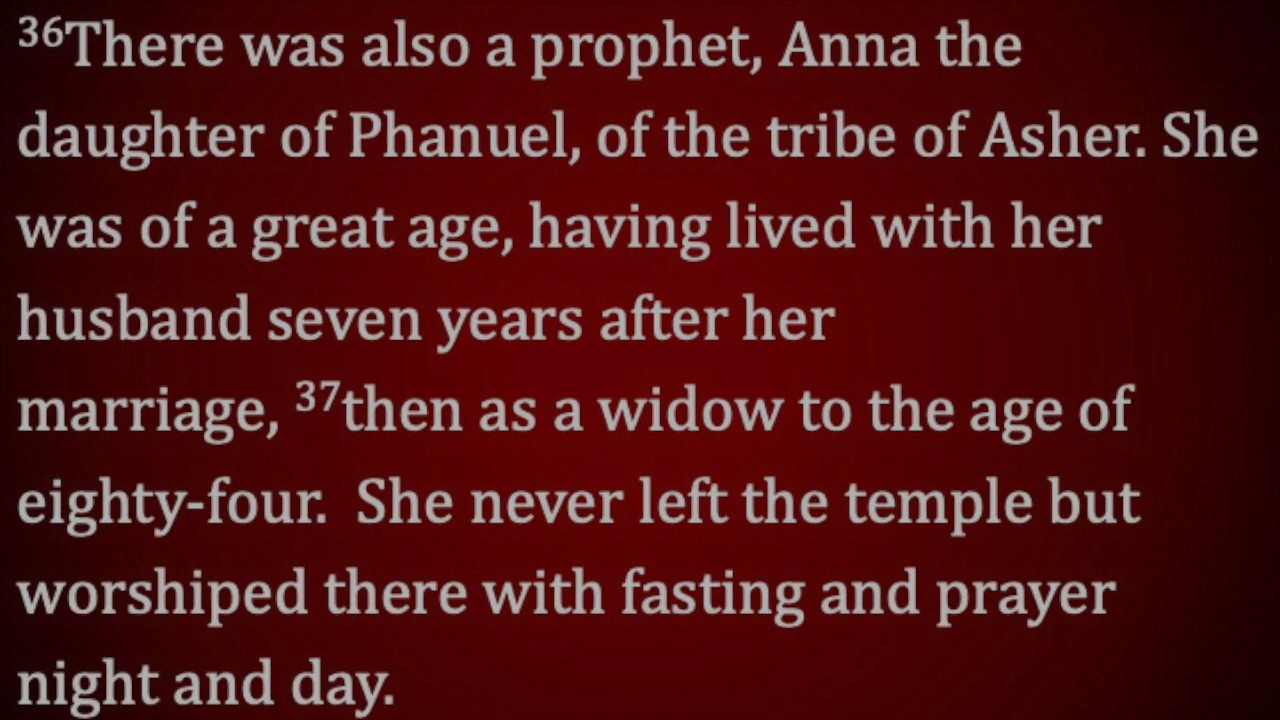 ³⁶There was also a prophet, Anna the
daughter of Phanuel, of the tribe of Asher. She
was of a great age, having lived with her
husband seven years after her
marriage, ³⁷then as a widow to the age of
eighty-four.  She never left the temple but
worshiped there with fasting and prayer
night and day.